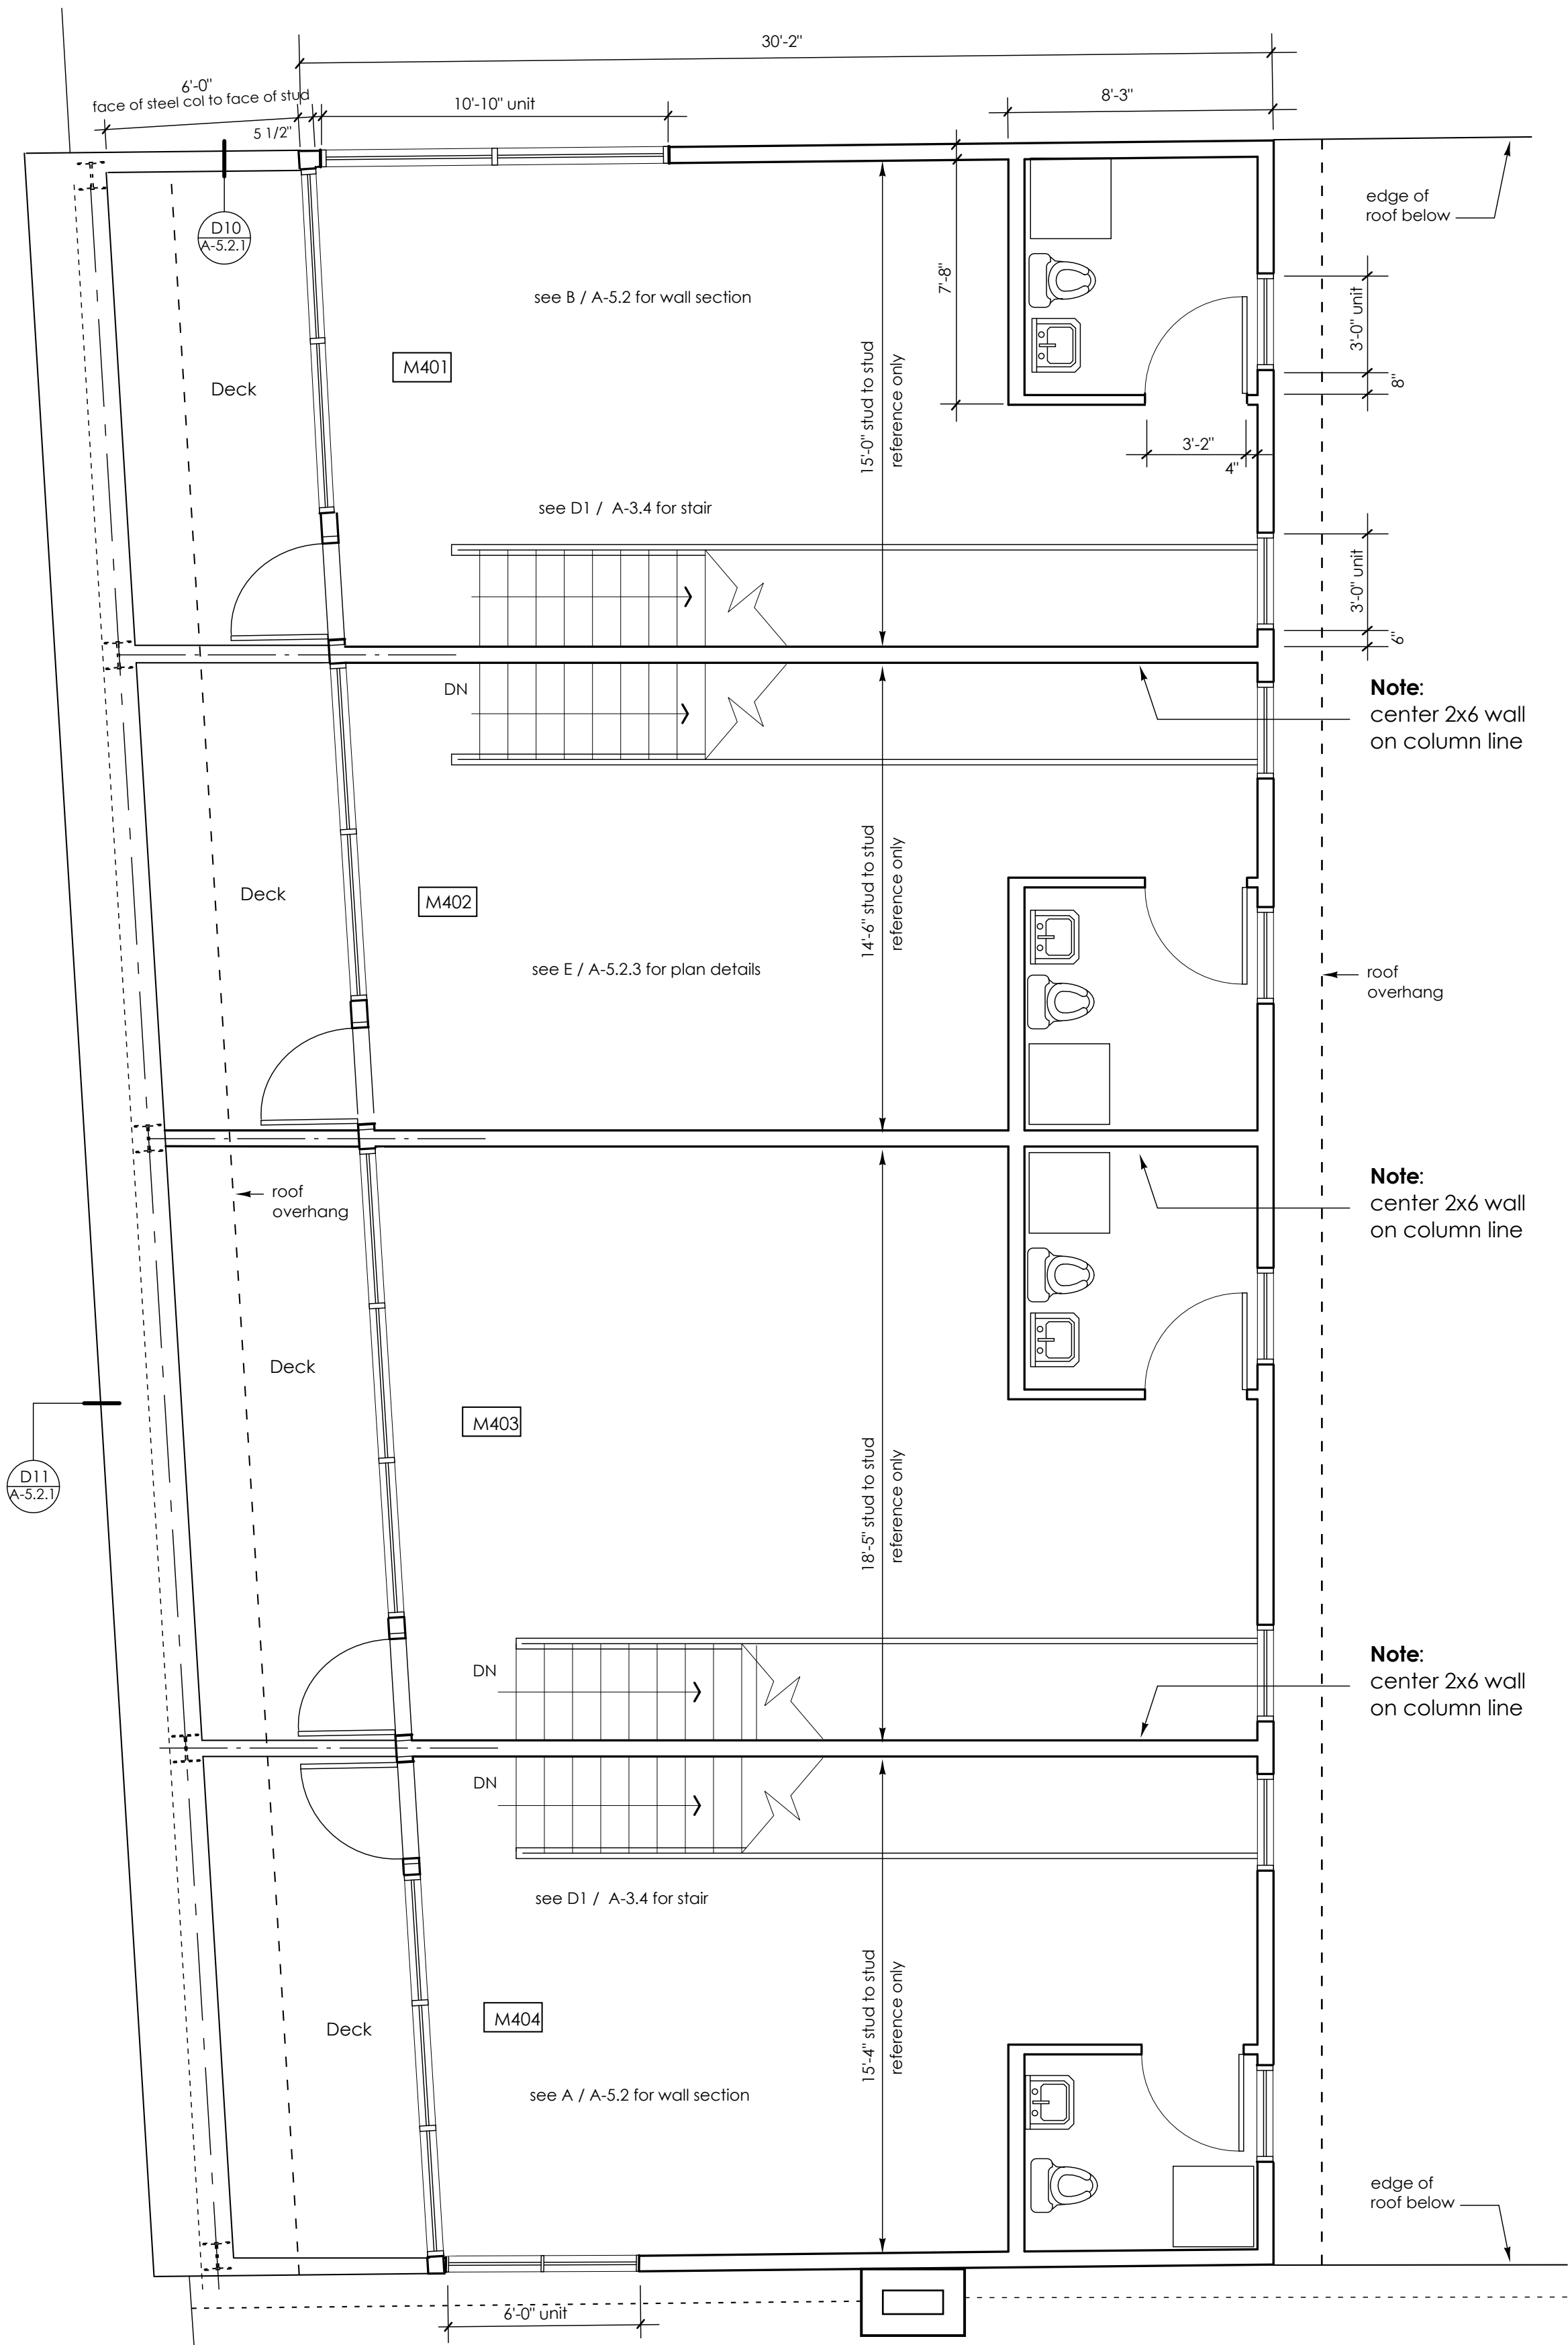 30'-2"
6'-0"
face of steel col to face of stud
10'-10" unit
8'-3"
5 1/2"
D10
A-5.2.1
edge of
roof below
see B / A-5.2 for wall section
7'-8"
3'-0" unit
8"
M401
Deck
15'-0" stud to stud
reference only
3'-2"
4"
see D1 / A-3.4 for stair
3'-0" unit
6"
DN
Note:
center 2x6 wall
on column line
14'-6" stud to stud
reference only
Deck
M402
see E / A-5.2.3 for plan details
roof
overhang
roof
overhang
Note:
center 2x6 wall
on column line
Deck
M403
D11
A-5.2.1
18'-5" stud to stud
reference only
DN
Note:
center 2x6 wall
on column line
DN
see D1 / A-3.4 for stair
15'-4" stud to stud
reference only
M404
Deck
see A / A-5.2 for wall section
edge of
roof below
6'-0" unit